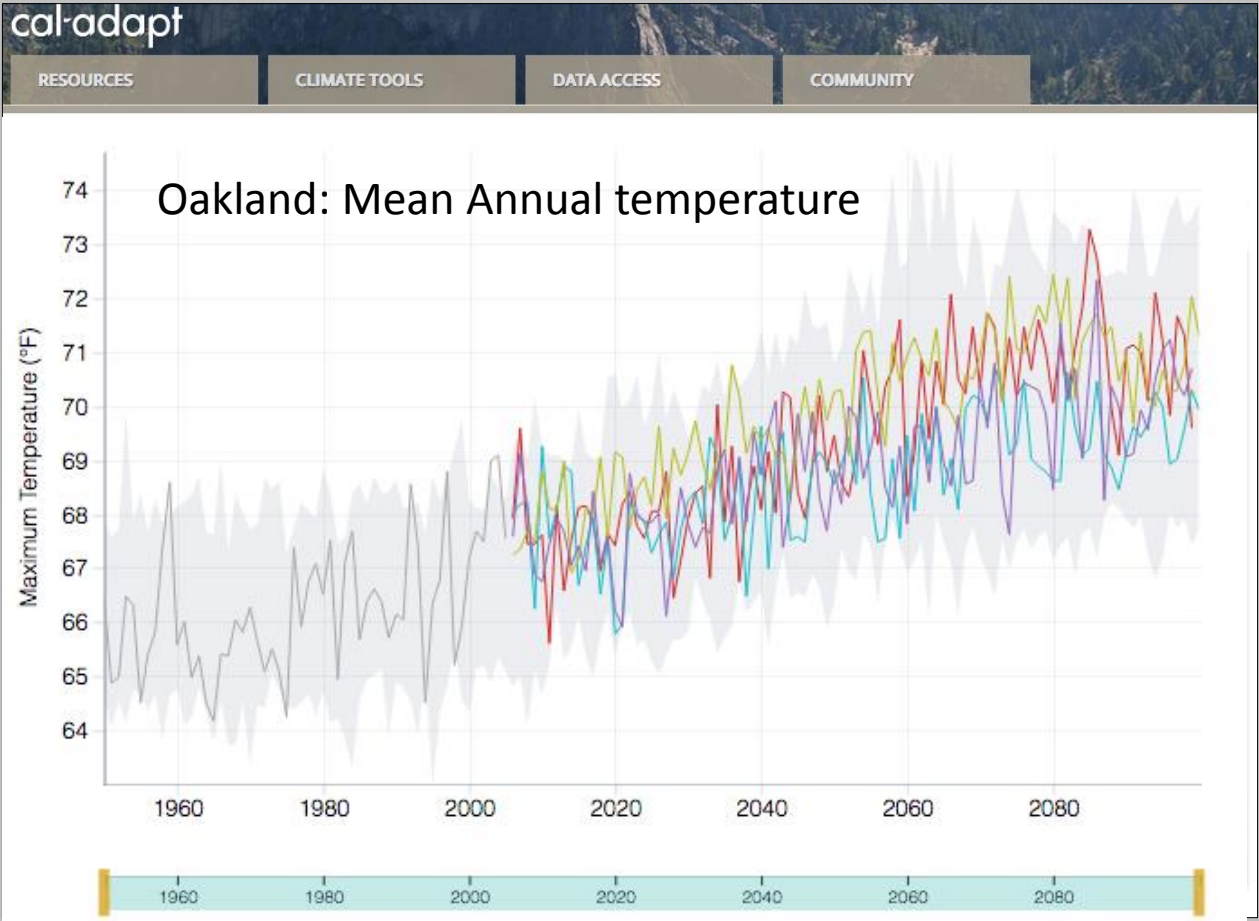 cal-adapt
RESOURCES CLIMATE TOOLS DATA ACCESS COMMUNITY
Oakland: Mean Annual temperature
Maximum Temperature (°F)
74
73
72
71
70
69
68
67
66
65
64
1960 1980 2000 2020 2040 2060 2080
1960 1980 2000 2020 2040 2060 2080